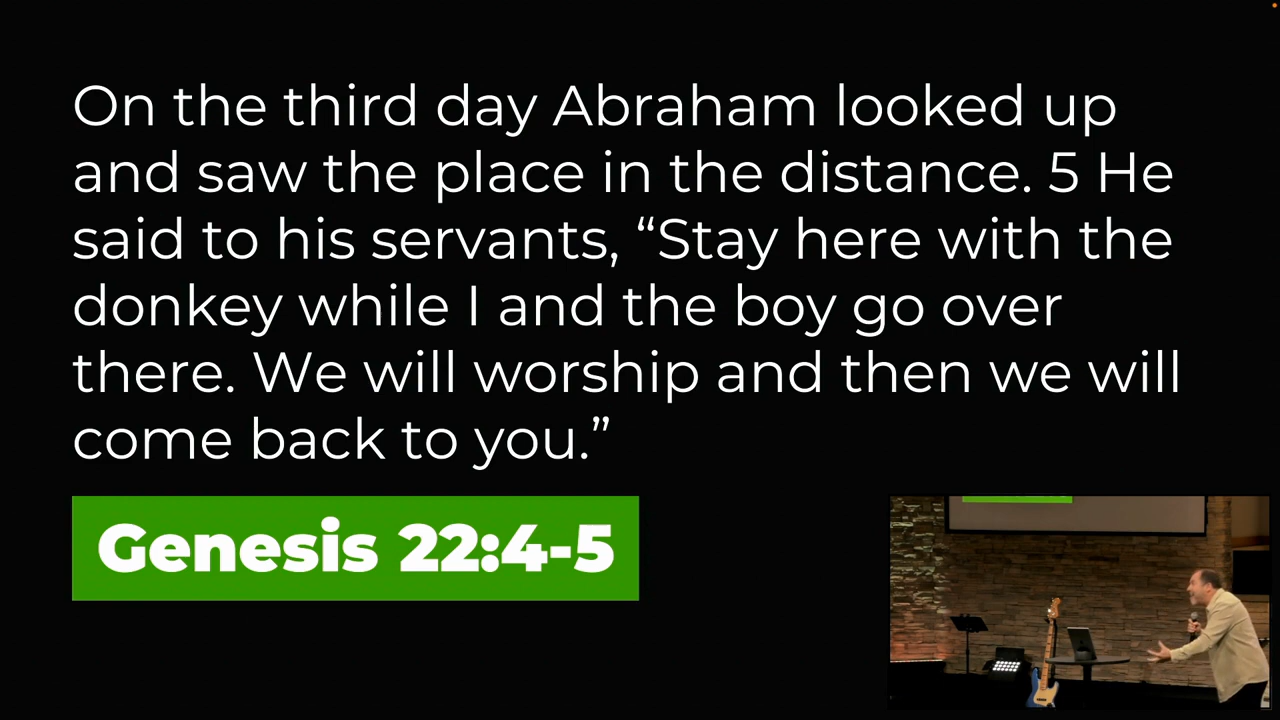 On the third day Abraham looked up
and saw the place in the distance. 5 He
said to his servants, “Stay here with the
donkey while I and the boy go over
there. We will worship and then we will
come back to you.”
Genesis 22:4-5